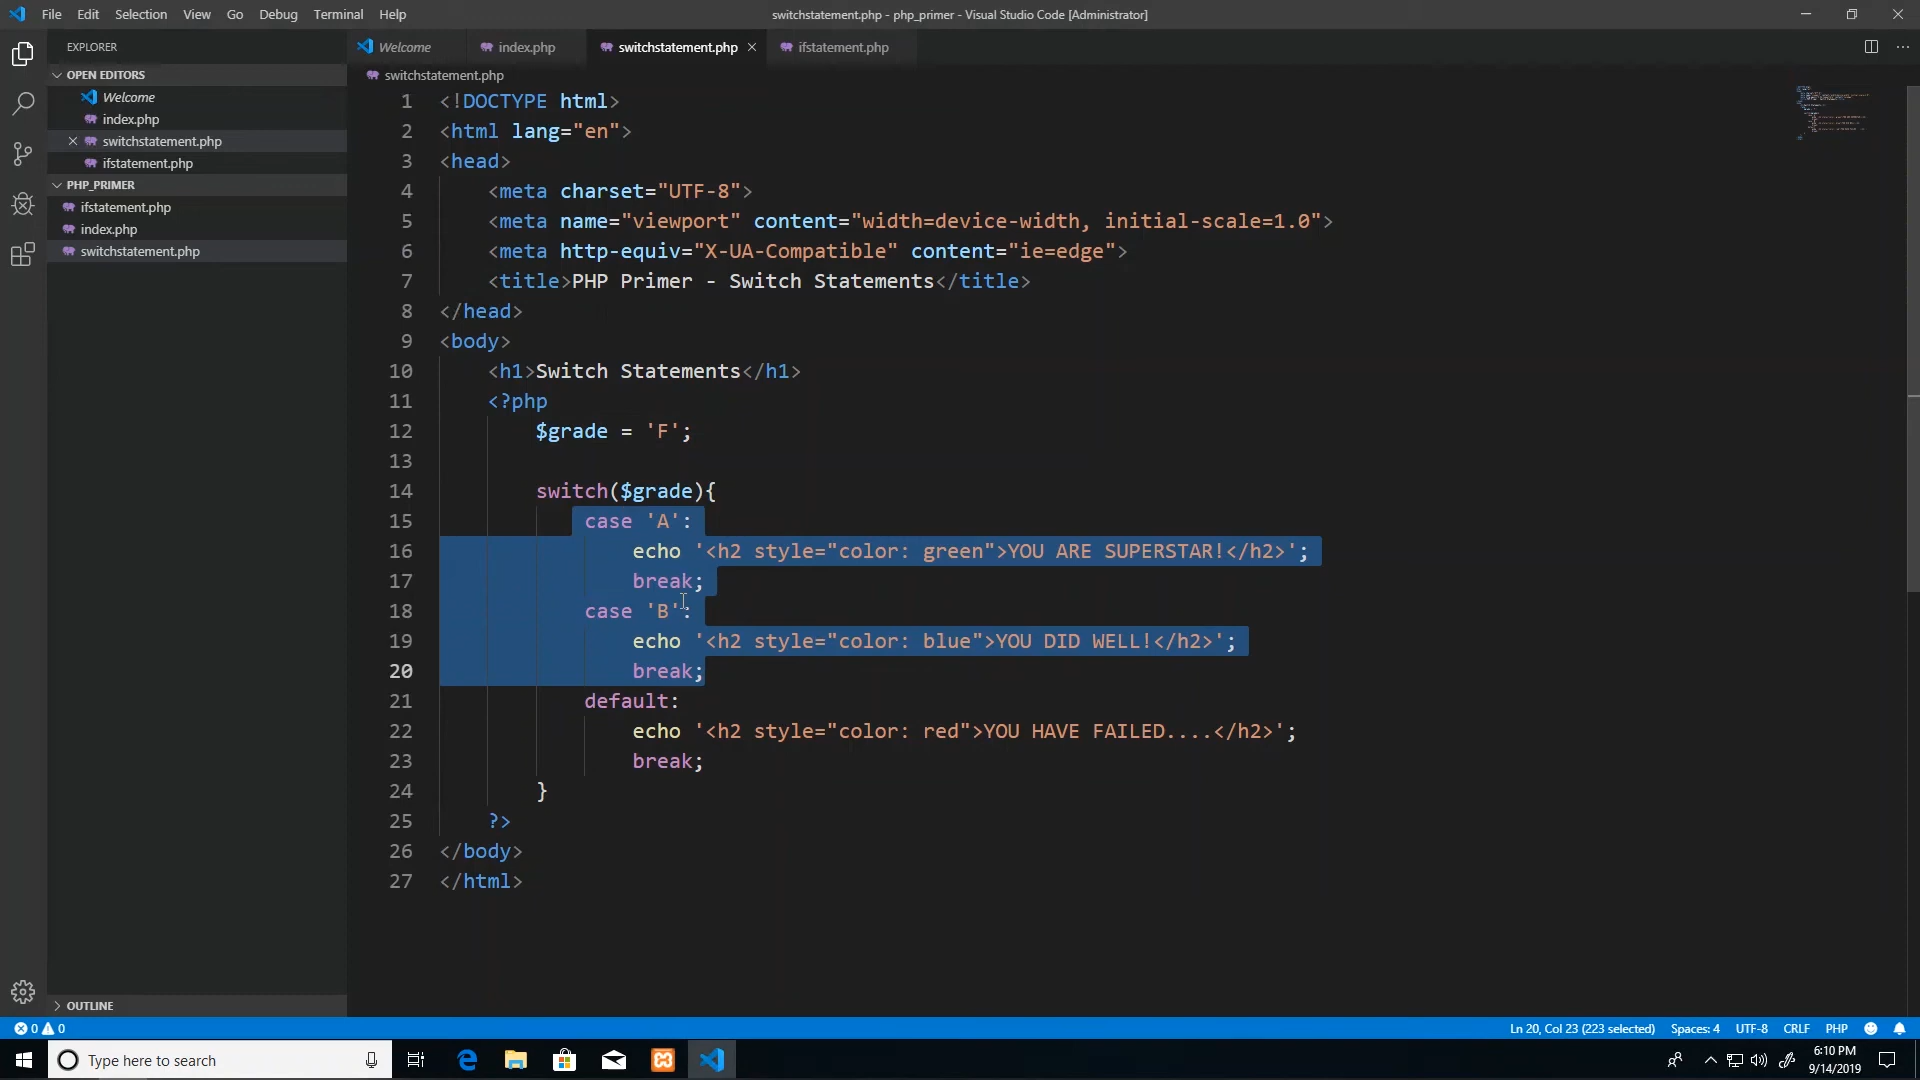 File Edit Selection View Go Debug Terminal Help
switchstatement.php - php_primer - Visual Studio Code [Administrator]
EXPLORER
OPEN EDITORS
Welcome
index.php
switchstatement.php
ifstatement.php
PHP_PRIMER
ifstatement.php
index.php
switchstatement.php
OUTLINE
Welcome index.php switchstatement.php ifstatement.php
switchstatement.php
1 <!DOCTYPE html>
2 <html lang="en">
3 <head>
4 <meta charset="UTF-8">
5 <meta name="viewport" content="width=device-width, initial-scale=1.0">
6 <meta http-equiv="X-UA-Compatible" content="ie=edge">
7 <title>PHP Primer - Switch Statements</title>
8 </head>
9 <body>
10 <h1>Switch Statements</h1>
11 <?php
12 $grade = 'F';
13
14 switch($grade){
15 case 'A':
16 echo '<h2 style="color: green">YOU ARE SUPERSTAR!</h2>';
17 break;
18 case 'B':
19 echo '<h2 style="color: blue">YOU DID WELL!</h2>';
20 break;
21 default:
22 echo '<h2 style="color: red">YOU HAVE FAILED....</h2>';
23 break;
24 }
25 ?>
26 </body>
27 </html>
0 0 Ln 20, Col 23 (223 selected) Spaces: 4 UTF-8 CRLF PHP
Type here to search
6:10 PM
9/14/2019